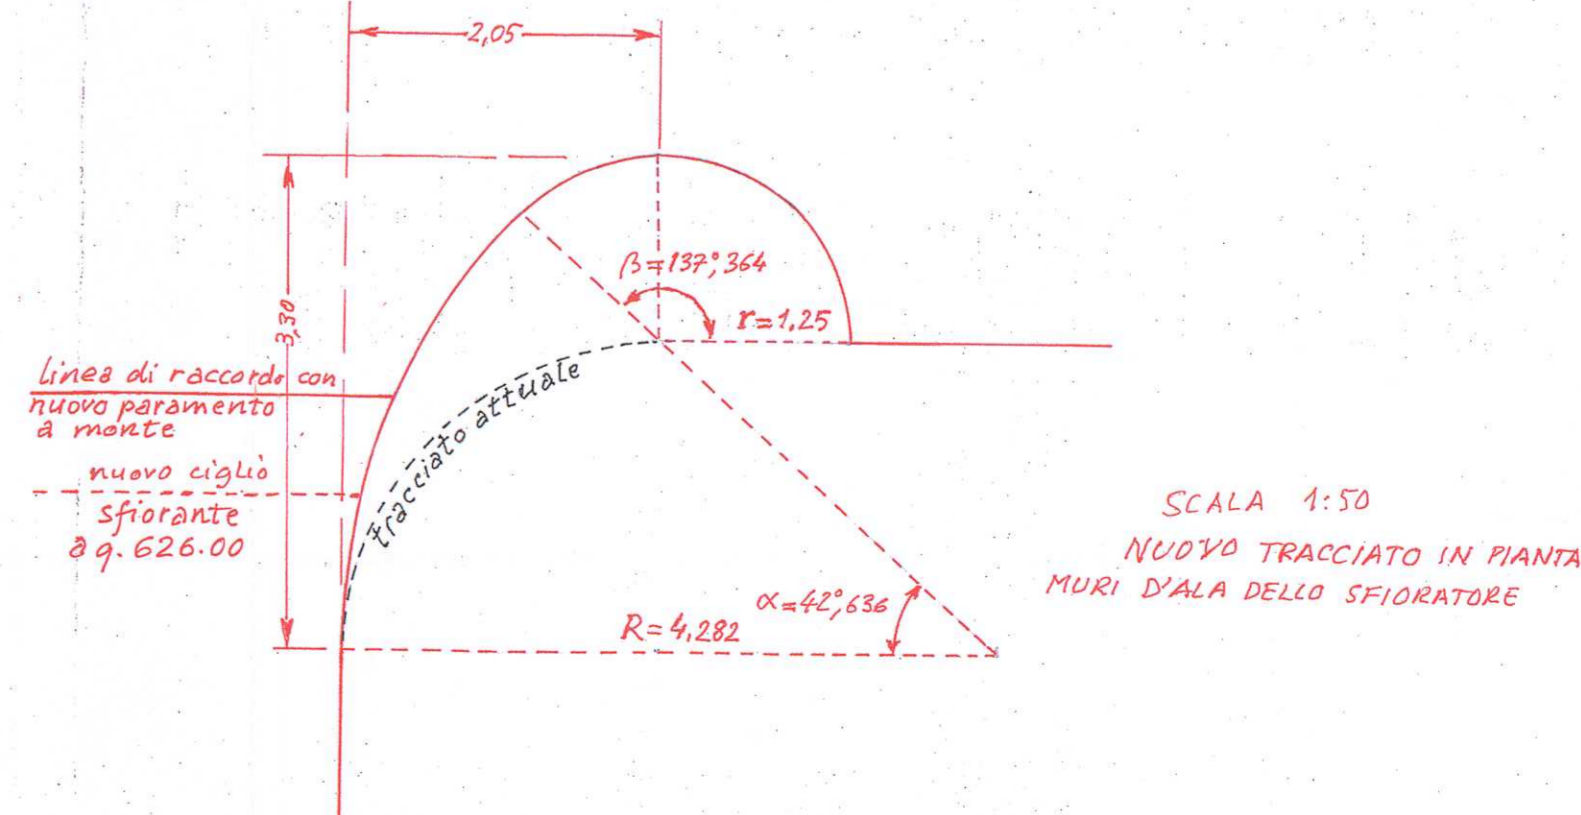 2,05
β=137°,364
r=1.25
3,30
linea di raccordo con
nuovo paramento
a monte
tracciato attuale
nuovo ciglio
sfiorante
a q. 626.00
α=42°,636
R=4.282
SCALA 1:50
NUOVO TRACCIATO IN PIANTA
MURI D'ALA DELLO SFIORATORE